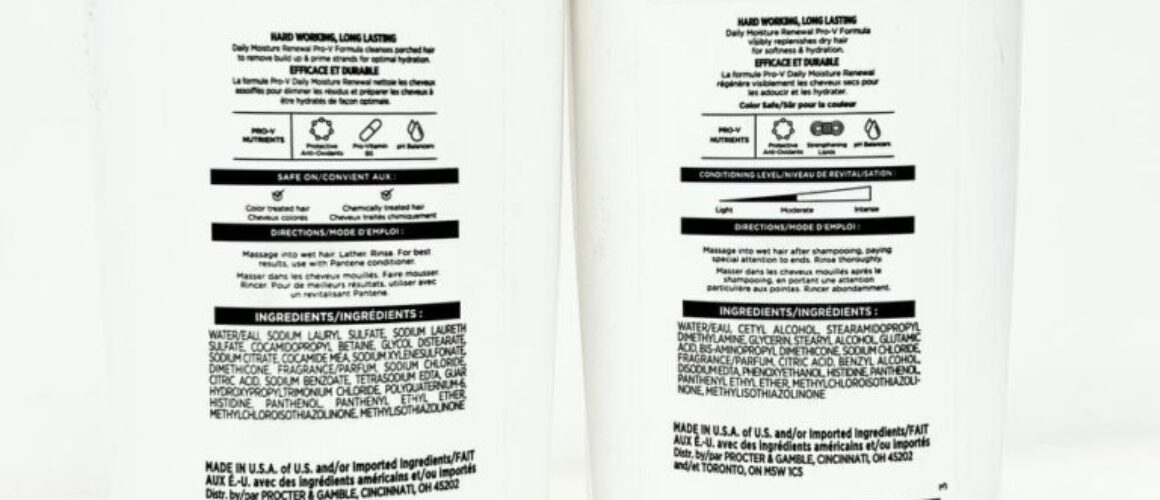 HARD WORKING, LONG LASTING
Daily Moisture Renewal Pro-V Formula cleanses parched hair
to remove build up & prime strands for optimal hydration.
EFFICACE ET DURABLE
La formule Pro-V Daily Moisture Renewal nettoie les cheveux
assoiffés pour éliminer les résidus et préparer les cheveux à
être hydratés de façon optimale.
PRO-V
NUTRIENTS
Protective
Anti-Oxidants
Pro-Vitamin
B5
pH Balancers
SAFE ON/CONVIENT AUX :
Color treated hair
Cheveux colorés
Chemically treated hair
Cheveux traités chimiquement
DIRECTIONS/MODE D'EMPLOI :
Massage into wet hair. Lather. Rinse. For best
results, use with Pantene conditioner.
Masser dans les cheveux mouillés. Faire mousser.
Rincer. Pour de meilleurs résultats, utiliser avec
un revitalisant Pantene.
INGREDIENTS/INGRÉDIENTS :
WATER/EAU, SODIUM LAURYL SULFATE, SODIUM LAURETH
SULFATE, COCAMIDOPROPYL BETAINE, GLYCOL DISTEARATE,
SODIUM CITRATE, COCAMIDE MEA, SODIUM XYLENESULFONATE,
DIMETHICONE, FRAGRANCE/PARFUM, SODIUM CHLORIDE,
CITRIC ACID, SODIUM BENZOATE, TETRASODIUM EDTA, GUAR
HYDROXYPROPYLTRIMONIUM CHLORIDE, POLYQUATERNIUM-6,
HISTIDINE, PANTHENOL, PANTHENYL ETHYL ETHER,
METHYLCHLOROISOTHIAZOLINONE, METHYLISOTHIAZOLINONE
MADE IN U.S.A. of U.S. and/or Imported Ingredients/FAIT
AUX É.-U. avec des ingrédients américains et/ou importés
Distr. by/par PROCTER & GAMBLE, CINCINNATI, OH 45202
HARD WORKING, LONG LASTING
Daily Moisture Renewal Pro-V Formula
visibly replenishes dry hair
for softness & hydration.
EFFICACE ET DURABLE
La formule Pro-V Daily Moisture Renewal
régénère visiblement les cheveux secs pour
les adoucir et les hydrater.
Color Safe/Sûr pour la couleur
PRO-V
NUTRIENTS
Protective
Anti-Oxidants
Strengthening
Lipids
pH Balancers
CONDITIONING LEVEL/NIVEAU DE REVITALISATION
Light
Moderate
Intense
DIRECTIONS/MODE D'EMPLOI :
Massage into wet hair after shampooing, paying
special attention to ends. Rinse thoroughly.
Masser dans les cheveux mouillés après le
shampooing, en portant une attention
particulière aux pointes. Rincer abondamment.
INGREDIENTS/INGRÉDIENTS :
WATER/EAU, CETYL ALCOHOL, STEARAMIDOPROPYL
DIMETHYLAMINE, GLYCERIN, STEARYL ALCOHOL, GLUTAMIC
ACID, BIS-AMINOPROPYL DIMETHICONE, SODIUM CHLORIDE,
FRAGRANCE/PARFUM, CITRIC ACID, BENZYL ALCOHOL,
DISODIUM EDTA, PHENOXYETHANOL, HISTIDINE, PANTHENOL,
PANTHENYL ETHYL ETHER, METHYLCHLOROISOTHIAZOLI-
NONE, METHYLISOTHIAZOLINONE
MADE IN U.S.A. of U.S. and/or Imported Ingredients/FAIT
AUX É.-U. avec des ingrédients américains et/ou importés
Distr. by/par PROCTER & GAMBLE, CINCINNATI, OH 45202
and/et TORONTO, ON M5W 1C5